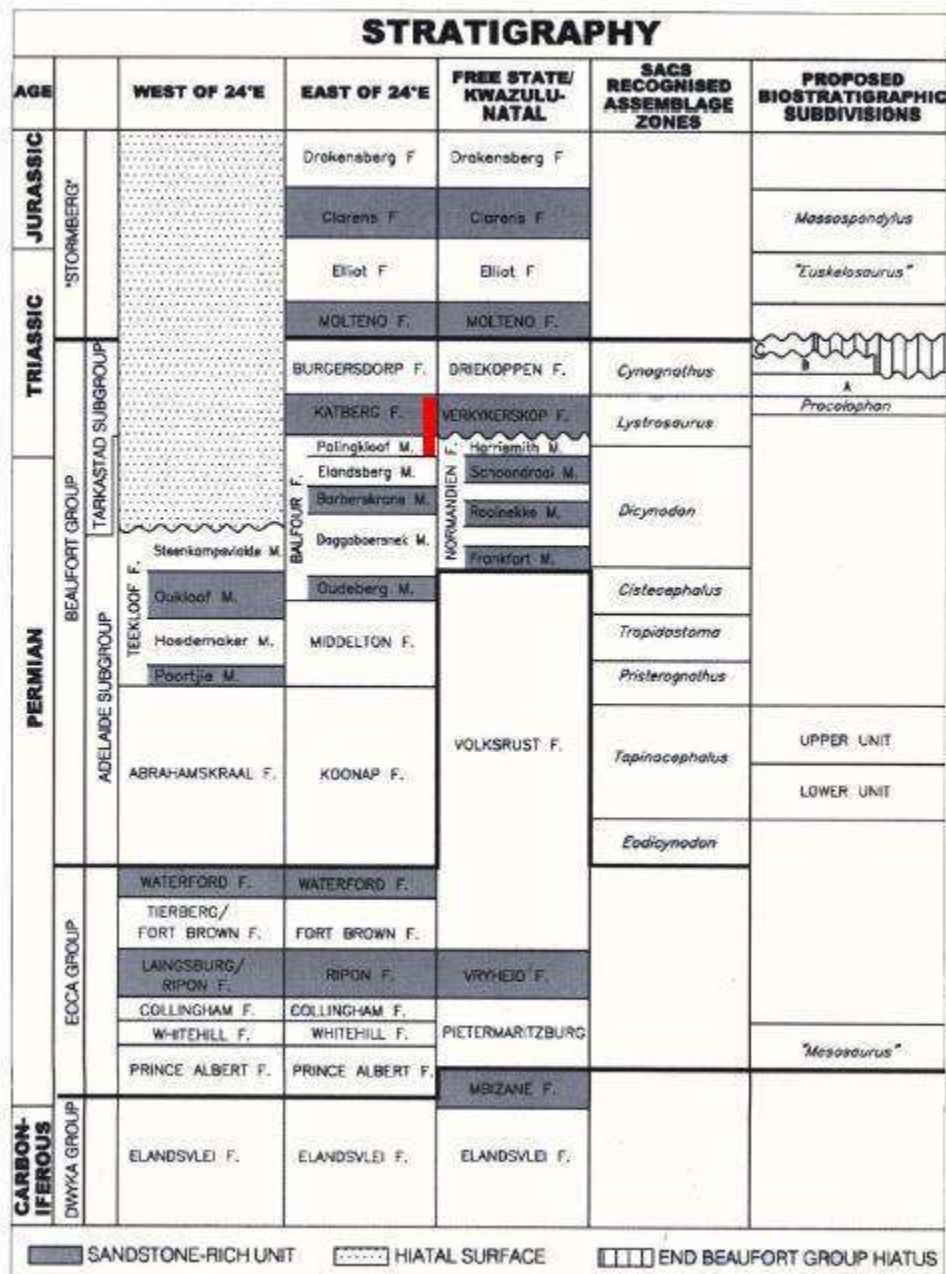 STRATIGRAPHY
AGE
WEST OF 24°E
EAST OF 24°E
FREE STATE/
KWAZULU-
NATAL
SACS
RECOGNISED
ASSEMBLAGE
ZONES
PROPOSED
BIOSTRATIGRAPHIC
SUBDIVISIONS
JURASSIC
TRIASSIC
PERMIAN
CARBON-
IFEROUS
"STORMBERG"
BEAUFORT GROUP
ECCA GROUP
DWYKA GROUP
TARKASTAD SUBGROUP
ADELAIDE SUBGROUP
TEEKLOOF F.
Steenkampsvlakte M.
Oukloof M.
Hoedemaker M.
Poortjie M.
ABRAHAMSKRAAL F.
WATERFORD F.
TIERBERG/
FORT BROWN F.
LAINGSBURG/
RIPON F.
COLLINGHAM F.
WHITEHILL F.
PRINCE ALBERT F.
ELANDSVLEI F.
Drakensberg F
Clarens F
Elliot F
MOLTENO F.
BURGERSDORP F.
KATBERG F.
BALFOUR F.
Palingkloof M.
Elandsberg M.
Barberskrans M.
Daggaboersnek M.
Oudeberg M.
MIDDELTON F.
KOONAP F.
WATERFORD F.
FORT BROWN F.
RIPON F.
COLLINGHAM F.
WHITEHILL F.
PRINCE ALBERT F.
ELANDSVLEI F.
Drakensberg F
Clarens F
Elliot F
MOLTENO F.
DRIEKOPPEN F.
VERKYKERSKOP F.
NORMANDIEN F.
Harrismith M.
Schoondraai M.
Rooinekke M.
Frankfort M.
VOLKSRUST F.
VRYHEID F.
PIETERMARITZBURG
MBIZANE F.
ELANDSVLEI F.
Cynognathus
Lystrosaurus
Dicynodon
Cistecephalus
Tropidostoma
Pristerognathus
Tapinocephalus
Eodicynodon
Massospondylus
"Euskelosaurus"
C
B
A
Procolophon
UPPER UNIT
LOWER UNIT
"Mesosaurus"
SANDSTONE-RICH UNIT
HIATAL SURFACE
END BEAUFORT GROUP HIATUS